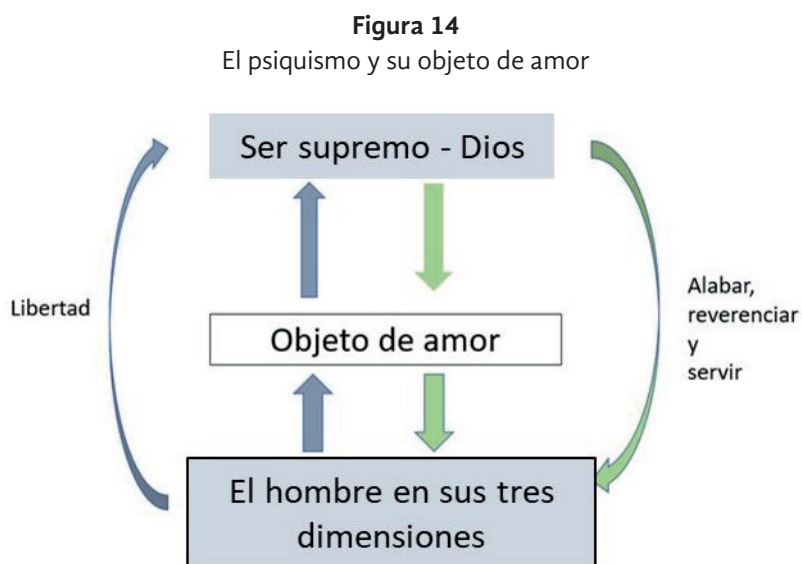 Figura 14
El psiquismo y su objeto de amor
Ser supremo - Dios
Libertad
Alabar,
reverenciar
y
servir
Objeto de amor
El hombre en sus tres
dimensiones